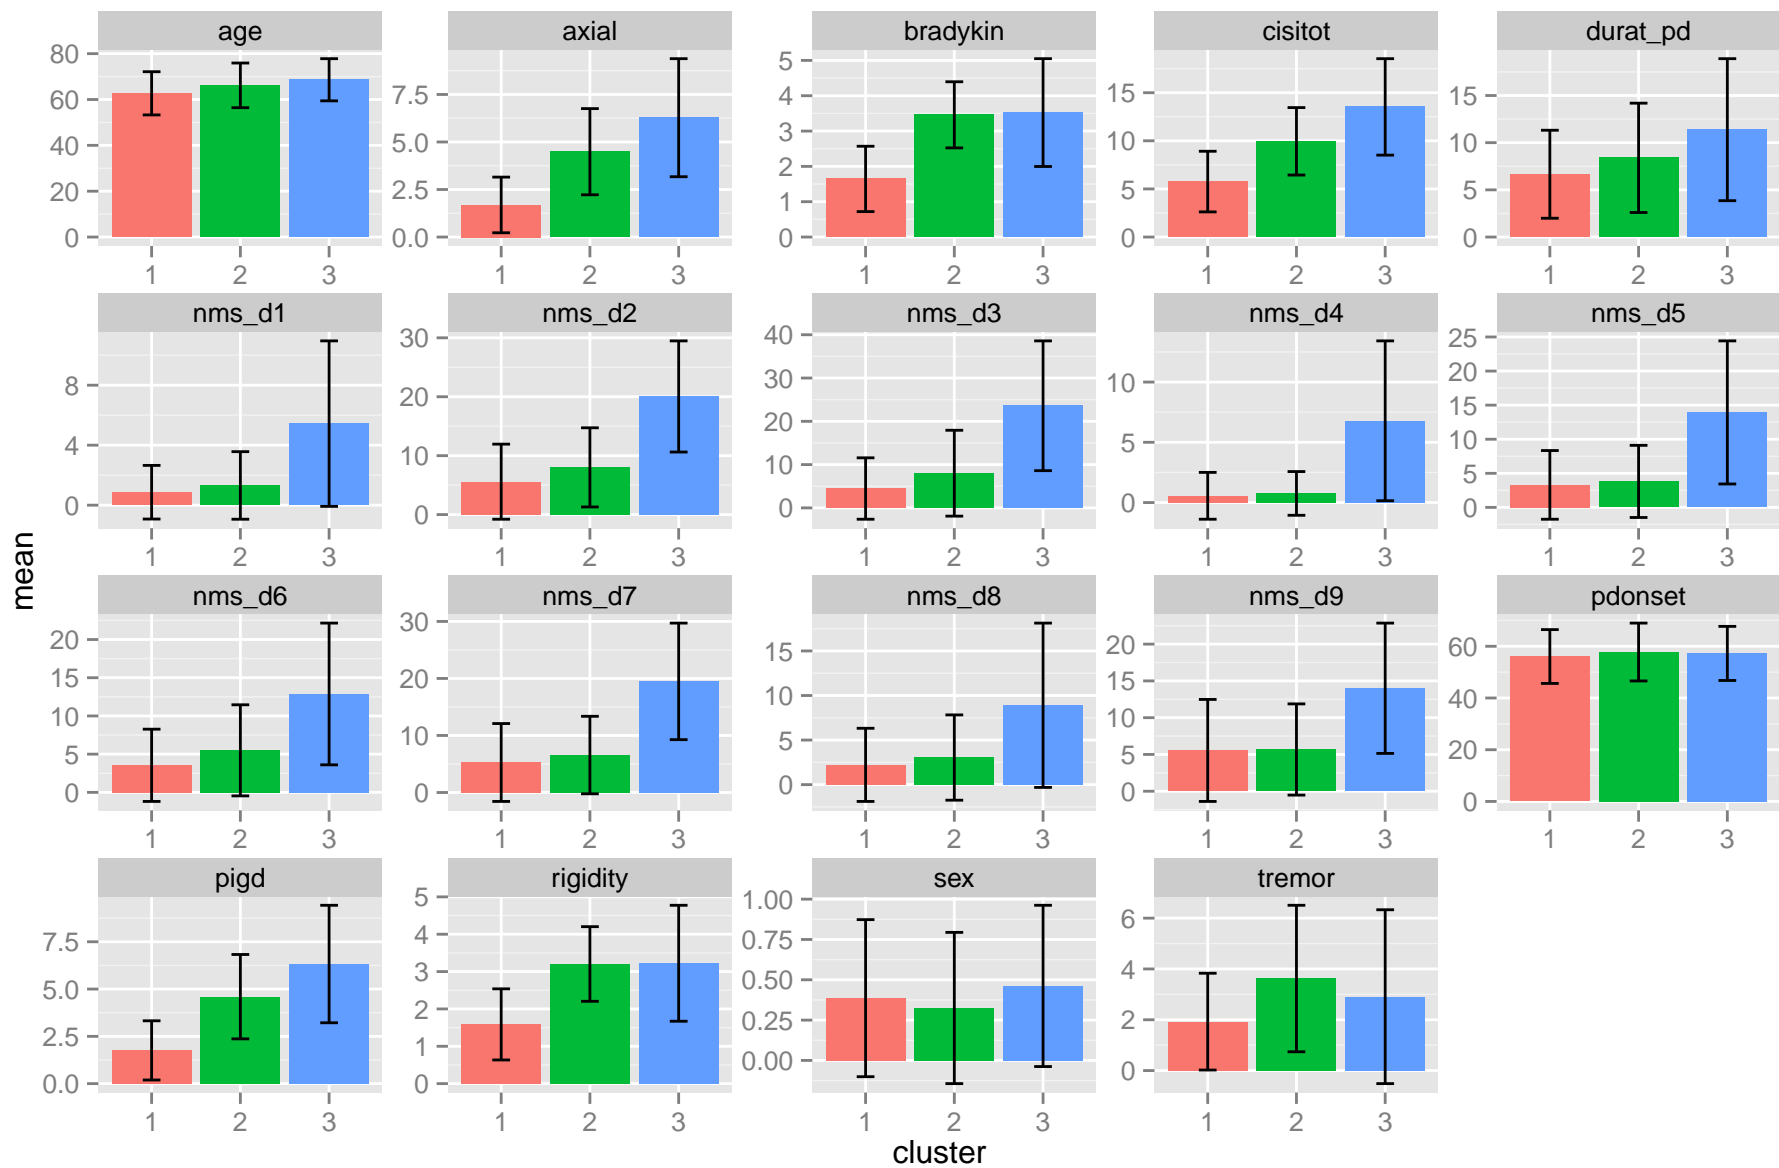 age axial bradykin cisitot durat_pd
80 60 40 20 0
7.5 5.0 2.5 0.0
5 4 3 2 1 0
15 10 5 0
15 10 5 0
1 2 3 1 2 3 1 2 3 1 2 3 1 2 3
nms_d1 nms_d2 nms_d3 nms_d4 nms_d5
8 4 0
30 20 10 0
40 30 20 10 0
10 5 0
25 20 15 10 5 0
1 2 3 1 2 3 1 2 3 1 2 3 1 2 3
mean
nms_d6 nms_d7 nms_d8 nms_d9 pdonset
20 15 10 5 0
30 20 10 0
15 10 5 0
20 15 10 5 0
60 40 20 0
1 2 3 1 2 3 1 2 3 1 2 3 1 2 3
pigd rigidity sex tremor
7.5 5.0 2.5 0.0
5 4 3 2 1 0
1.00 0.75 0.50 0.25 0.00
6 4 2 0
1 2 3 1 2 3 1 2 3 1 2 3
cluster